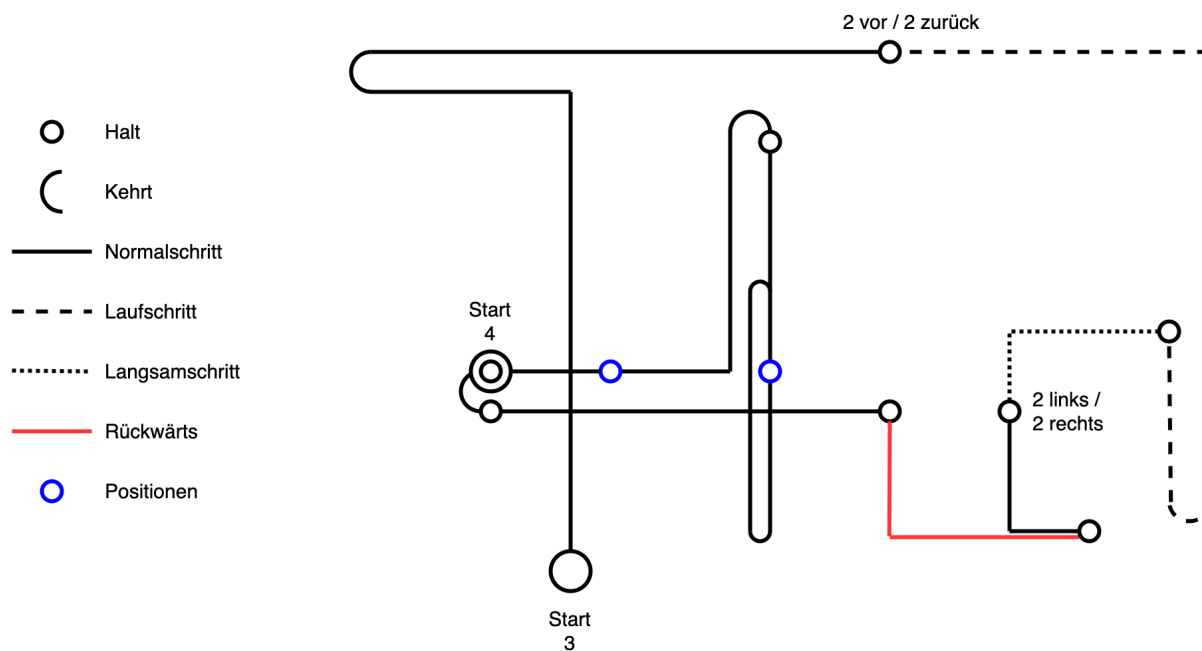 2 vor / 2 zurück
Halt
Kehrt
Normalschritt
Laufschritt
Langsamschritt
Rückwärts
Positionen
Start
4
2 links /
2 rechts
Start
3